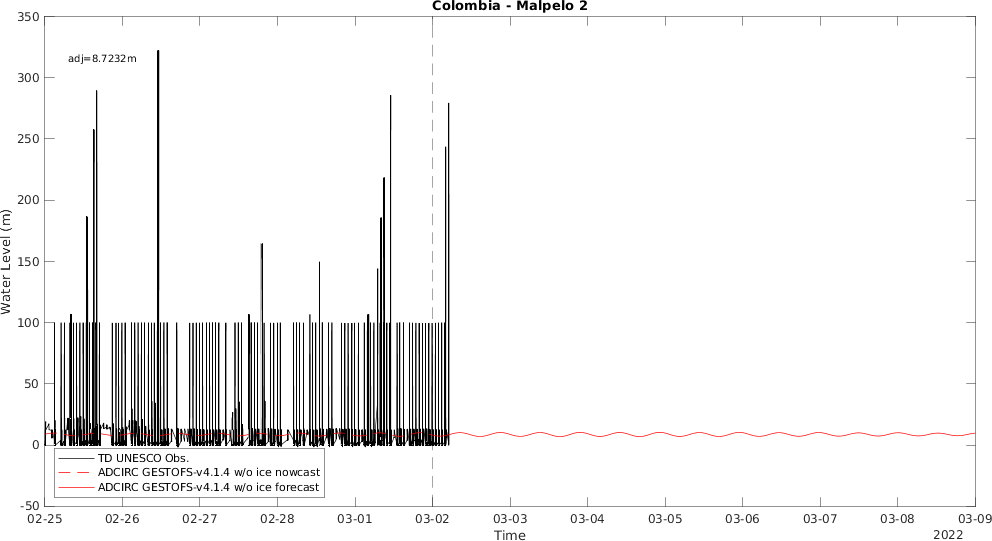 Colombia - Malpelo 2
350
300
250
200
150
100
50
0
-50
Water Level (m)
adj=8.7232m
TD UNESCO Obs.
ADCIRC GESTOFS-v4.1.4 w/o ice nowcast
ADCIRC GESTOFS-v4.1.4 w/o ice forecast
02-25 02-26 02-27 02-28 03-01 03-02 03-03 03-04 03-05 03-06 03-07 03-08 03-09
Time
2022